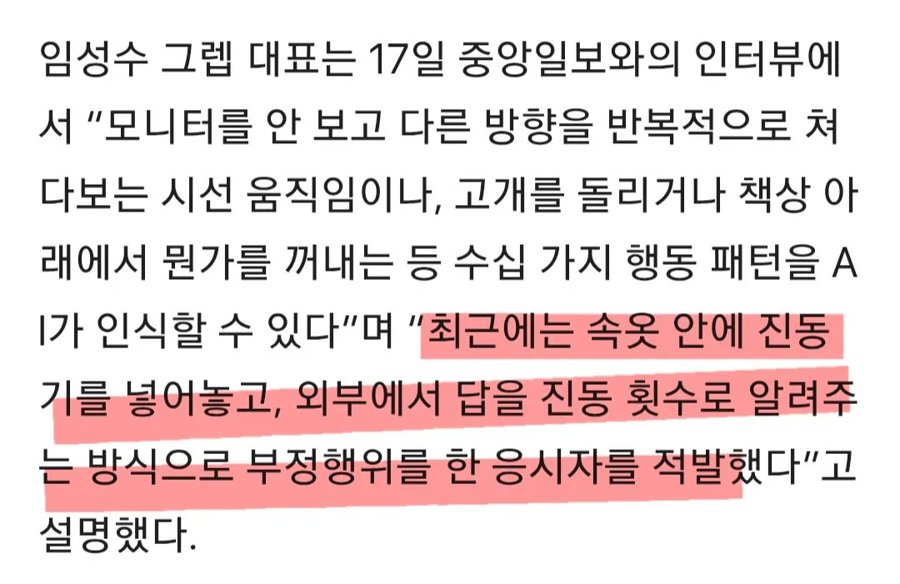 임성수 그렙 대표는 17일 중앙일보와의 인터뷰에
서 “모니터를 안 보고 다른 방향을 반복적으로 쳐
다보는 시선 움직임이나, 고개를 돌리거나 책상 아
래에서 뭔가를 꺼내는 등 수십 가지 행동 패턴을 A
I가 인식할 수 있다”며 “최근에는 속옷 안에 진동
기를 넣어놓고, 외부에서 답을 진동 횟수로 알려주
는 방식으로 부정행위를 한 응시자를 적발했다”고
설명했다.